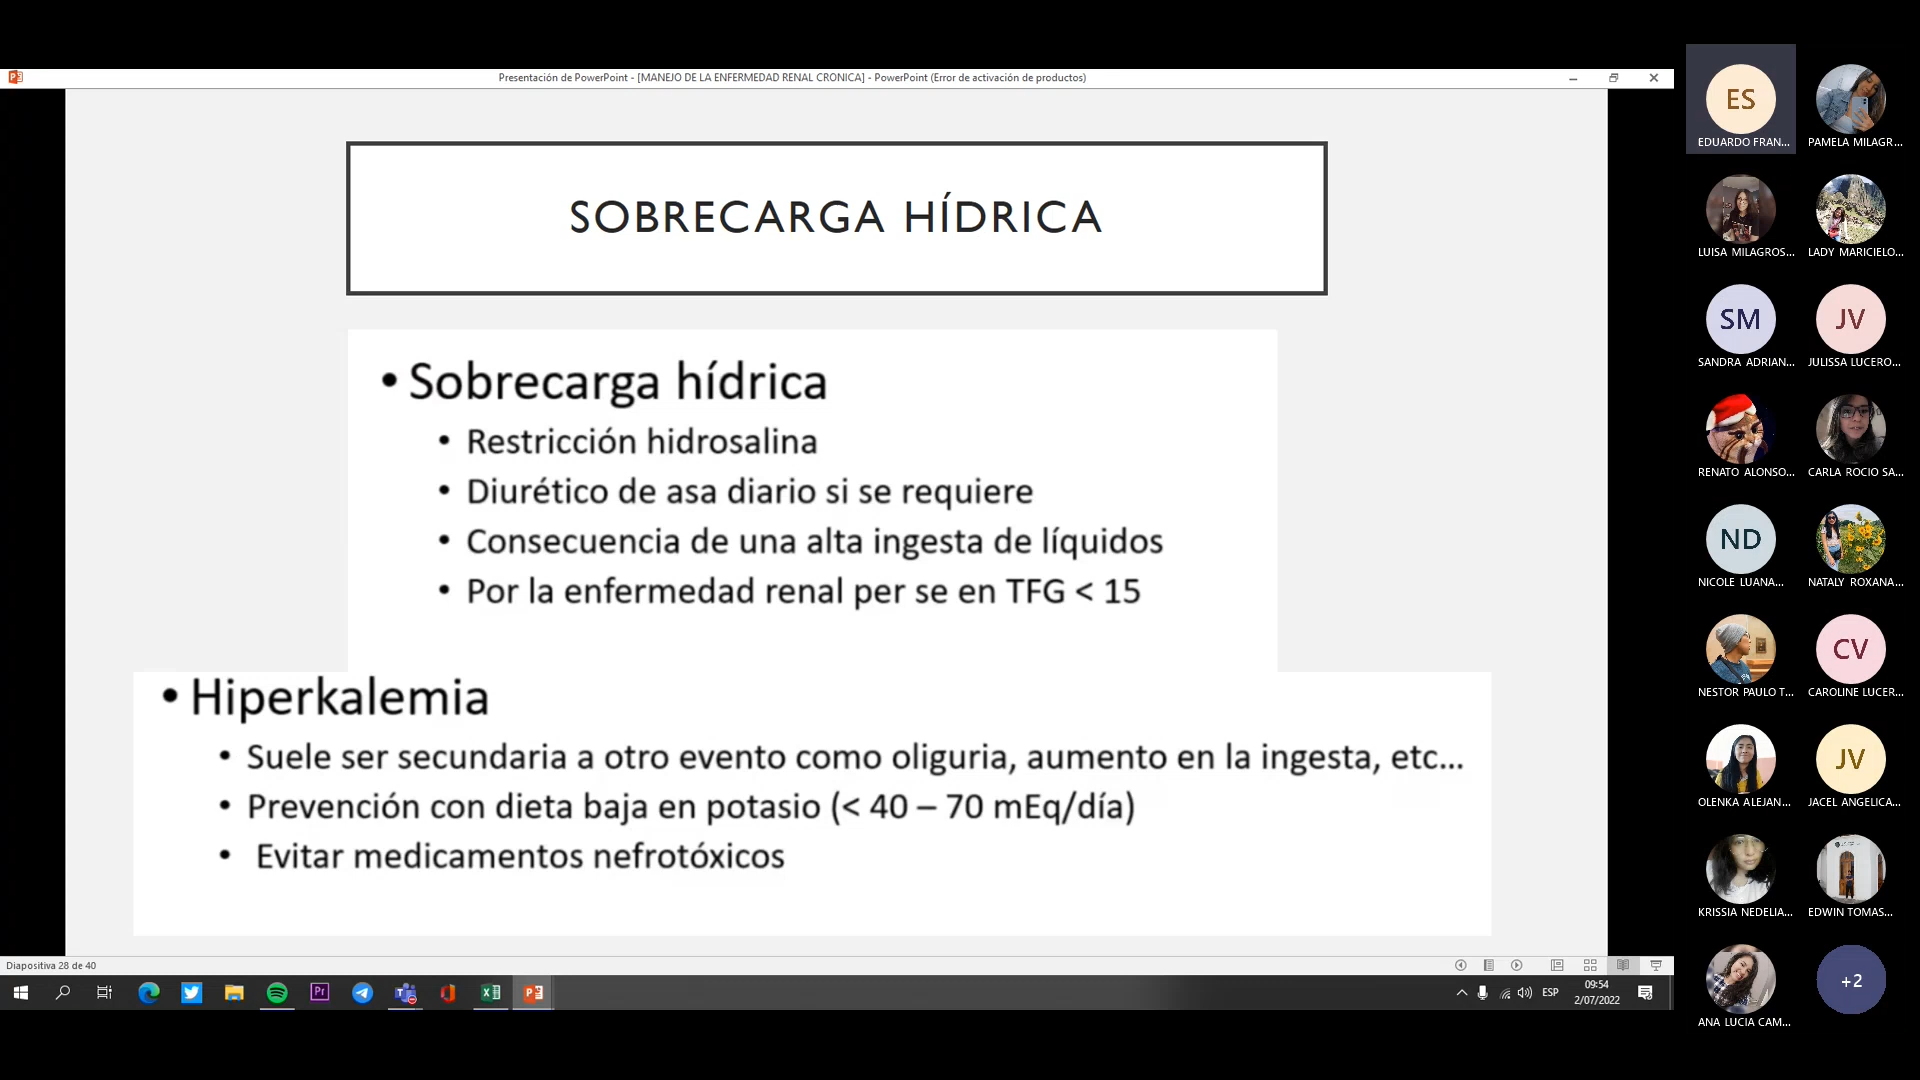 Presentación de PowerPoint - [MANEJO DE LA ENFERMEDAD RENAL CRONICA] - PowerPoint (Error de activación de productos)
SOBRECARGA HÍDRICA
• Sobrecarga hídrica
• Restricción hidrosalina
• Diurético de asa diario si se requiere
• Consecuencia de una alta ingesta de líquidos
• Por la enfermedad renal per se en TFG < 15
• Hiperkalemia
• Suele ser secundaria a otro evento como oliguria, aumento en la ingesta, etc...
• Prevención con dieta baja en potasio (< 40 – 70 mEq/día)
• Evitar medicamentos nefrotóxicos
Diapositiva 28 de 40
Pr
ESP
09:54
2/07/2022
ES
EDUARDO FRAN...
PAMELA MILAGR...
LUISA MILAGROS...
LADY MARICIELO...
SM
SANDRA ADRIAN...
JV
JULISSA LUCERO...
RENATO ALONSO...
CARLA ROCIO SA...
ND
NICOLE LUANA...
NATALY ROXANA...
NESTOR PAULO T...
CV
CAROLINE LUCER...
OLENKA ALEJAN...
JV
JACEL ANGELICA...
KRISSIA NEDELIA...
EDWIN TOMAS...
ANA LUCIA CAM...
+2